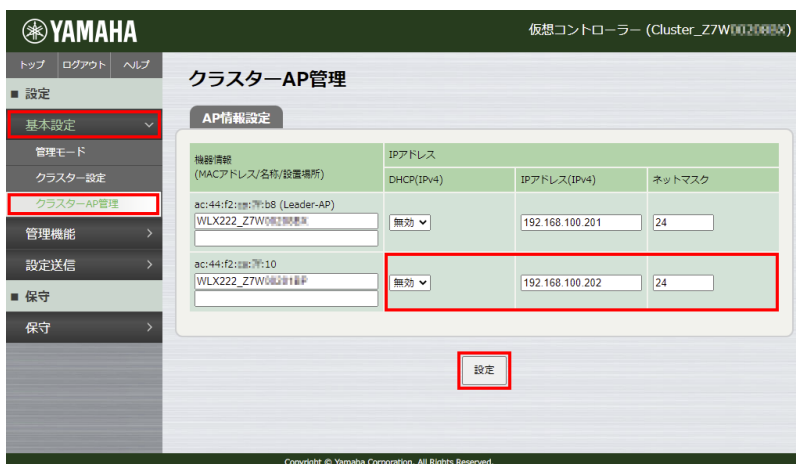 YAMAHA
仮想コントローラー (Cluster_Z7W
トップ ログアウト ヘルプ
クラスターAP管理
■ 設定
基本設定
AP情報設定
管理モード
クラスター設定
クラスターAP管理
管理機能
設定送信
■ 保守
保守
機器情報
(MACアドレス/名称/設置場所)
IPアドレス
DHCP(IPv4) IPアドレス(IPv4) ネットマスク
ac:44:f2: :b8 (Leader-AP)
WLX222_Z7W
無効 192.168.100.201 24
ac:44:f2: :10
WLX222_Z7W
無効 192.168.100.202 24
設定
Copyright © Yamaha Corporation. All Rights Reserved.